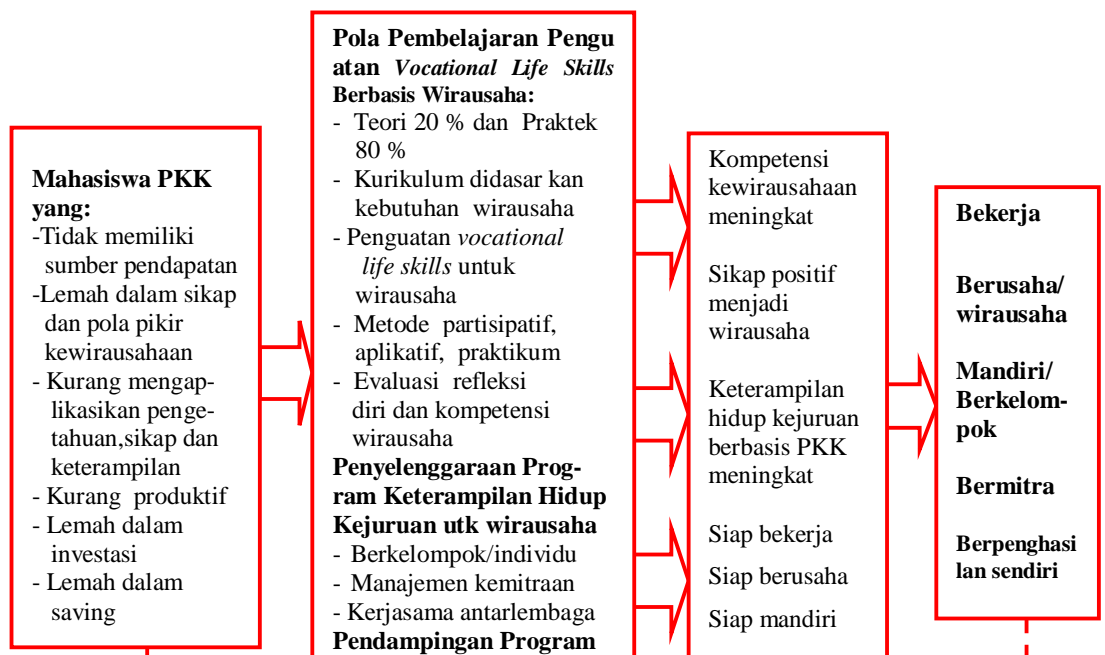 Mahasiswa PKK
yang:
-Tidak memiliki
sumber pendapatan
-Lemah dalam sikap
dan pola pikir
kewirausahaan
- Kurang mengap-
likasikan penge-
tahuan,sikap dan
keterampilan
- Kurang produktif
- Lemah dalam
investasi
- Lemah dalam
saving
Pola Pembelajaran Pengu
atan Vocational Life Skills
Berbasis Wirausaha:
- Teori 20 % dan Praktek
80 %
- Kurikulum didasar kan
kebutuhan wirausaha
- Penguatan vocational
life skills untuk
wirausaha
- Metode partisipatif,
aplikatif, praktikum
- Evaluasi refleksi
diri dan kompetensi
wirausaha
Penyelenggaraan Prog-
ram Keterampilan Hidup
Kejuruan utk wirausaha
- Berkelompok/individu
- Manajemen kemitraan
- Kerjasama antarlembaga
Pendampingan Program
Kompetensi
kewirausahaan
meningkat
Sikap positif
menjadi
wirausaha
Keterampilan
hidup kejuruan
berbasis PKK
meningkat
Siap bekerja
Siap berusaha
Siap mandiri
Bekerja
Berusaha/
wirausaha
Mandiri/
Berkelom-
pok
Bermitra
Berpenghasi
lan sendiri